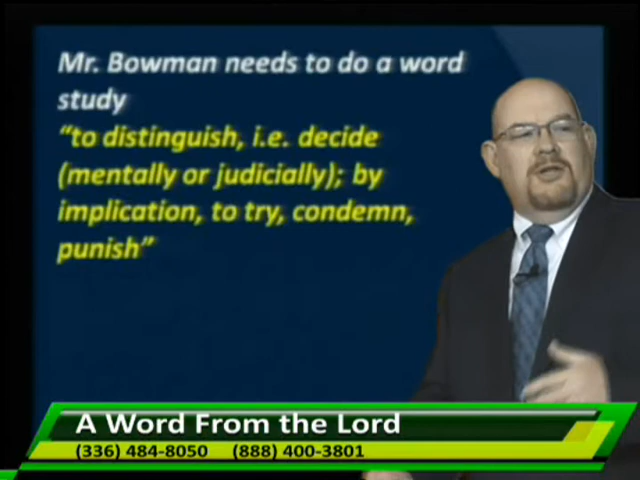 Mr. Bowman needs to do a word
study
"to distinguish, i.e. decide
(mentally or judicially); by
implication, to try, condemn,
punish"
A Word From the Lord
(336) 484-8050 (888) 400-3801